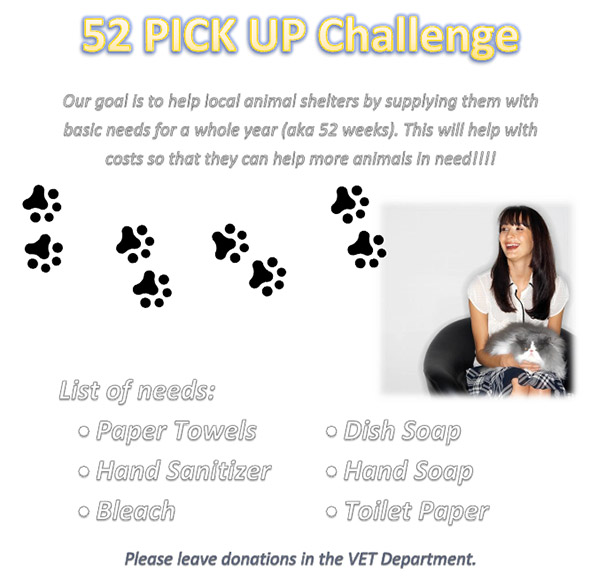 52 PICK UP Challenge
Our goal is to help local animal shelters by supplying them with
basic needs for a whole year (aka 52 weeks). This will help with
costs so that they can help more animals in need!!!!
List of needs:
• Paper Towels
• Hand Sanitizer
• Bleach
• Dish Soap
• Hand Soap
• Toilet Paper
Please leave donations in the VET Department.